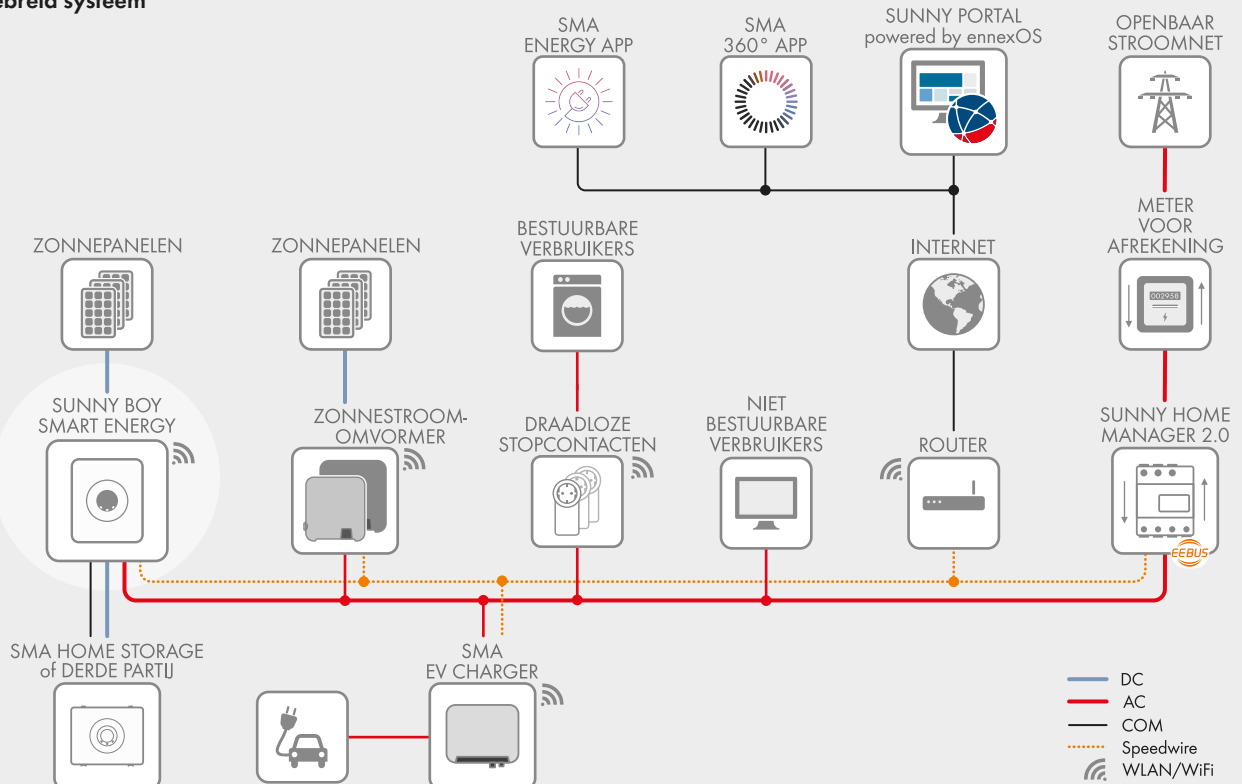 SMA
ENERGY APP
SMA
360° APP
SUNNY PORTAL
powered by ennexOS
OPENBAAR
STROOMNET
ZONNEPANELEN
ZONNEPANELEN
BESTUURBARE
VERBRUIKERS
INTERNET
METER
VOOR
AFREKENING
002958
SUNNY BOY
SMART ENERGY
ZONNESTROOM-
OMVORMER
DRAADLOZE
STOPCONTACTEN
NIET
BESTUURBARE
VERBRUIKERS
ROUTER
SUNNY HOME
MANAGER 2.0
EEBUS
SMA HOME STORAGE
of DERDE PARTIJ
SMA
EV CHARGER
DC
AC
COM
Speedwire
WLAN/WiFi